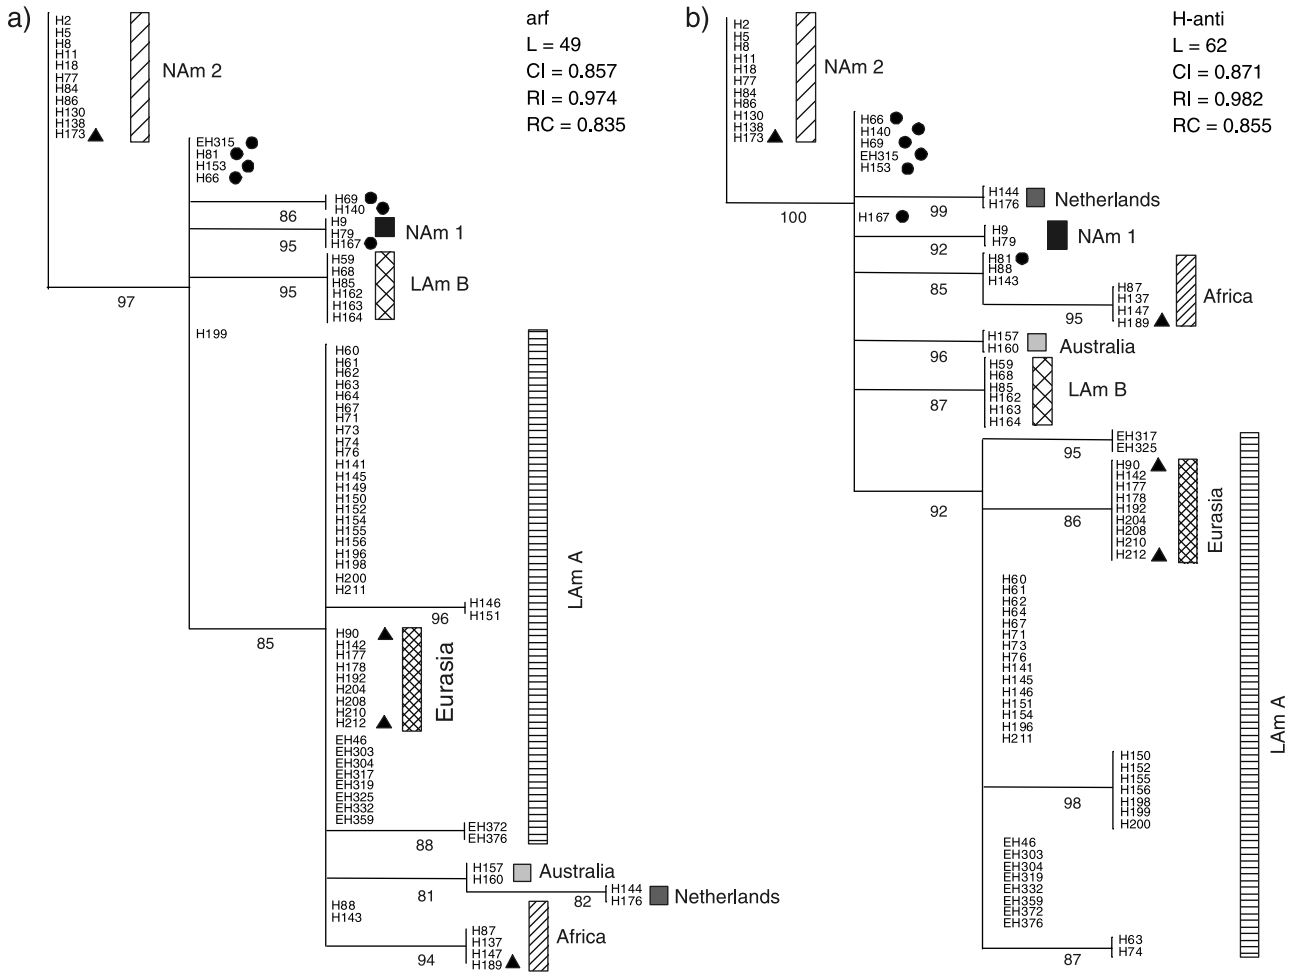 a)
H2
H5
H8
H11
H18
H77
H84
H86
H130
H138
H173
NAm 2
arf
L = 49
CI = 0.857
RI = 0.974
RC = 0.835
EH315
H81
H153
H66
H69
H140
86
H9
H79
H167
NAm 1
95
H59
H68
H85
H162
H163
H164
LAm B
95
97
H199
H60
H61
H62
H63
H64
H67
H71
H73
H74
H76
H141
H145
H149
H150
H152
H154
H155
H156
H196
H198
H200
H211
LAm A
H146
H151
96
85
H90
H142
H177
H178
H192
H204
H208
H210
H212
Eurasia
EH46
EH303
EH304
EH317
EH319
EH325
EH332
EH359
EH372
EH376
88
H157
H160
Australia
81
H144
H176
Netherlands
82
H88
H143
H87
H137
H147
H189
Africa
94
b)
H2
H5
H8
H11
H18
H77
H84
H86
H130
H138
H173
NAm 2
H-anti
L = 62
CI = 0.871
RI = 0.982
RC = 0.855
H66
H140
H69
EH315
H153
H144
H176
Netherlands
99
100
H167
H9
H79
NAm 1
92
H81
H88
H143
85
H87
H137
H147
H189
Africa
95
H157
H160
Australia
96
H59
H68
H85
H162
H163
H164
LAm B
87
EH317
EH325
95
H90
H142
H177
H178
H192
H204
H208
H210
H212
Eurasia
86
92
H60
H61
H62
H64
H67
H71
H73
H76
H141
H145
H146
H151
H154
H196
H211
LAm A
H150
H152
H155
H156
H198
H199
H200
98
EH46
EH303
EH304
EH319
EH332
EH359
EH372
EH376
H63
H74
87